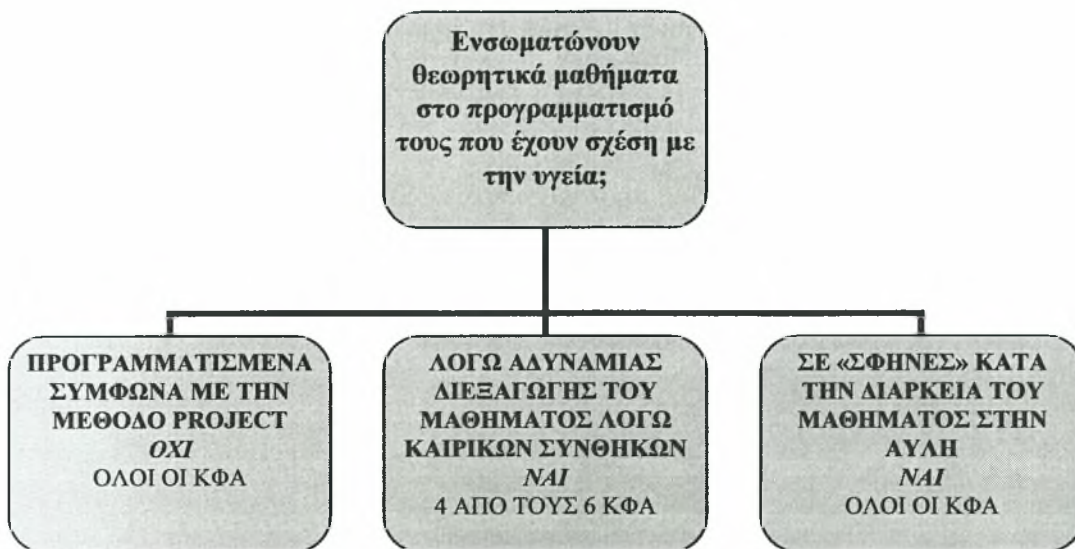 Ενσωματώνουν
θεωρητικά μαθήματα
στο προγραμματισμό
τους που έχουν σχέση με
την υγεία;
ΠΡΟΓΡΑΜΜΑΤΙΣΜΕΝΑ
ΣΥΜΦΩΝΑ ΜΕ ΤΗΝ
ΜΕΘΟΔΟ PROJECT
ΟΧΙ
ΟΛΟΙ ΟΙ ΚΦΑ
ΛΟΓΩ ΑΔΥΝΑΜΙΑΣ
ΔΙΕΞΑΓΩΓΗΣ ΤΟΥ
ΜΑΘΗΜΑΤΟΣ ΛΟΓΩ
ΚΑΙΡΙΚΩΝ ΣΥΝΘΗΚΩΝ
ΝΑΙ
4 ΑΠΟ ΤΟΥΣ 6 ΚΦΑ
ΣΕ «ΣΦΗΝΕΣ» ΚΑΤΑ
ΤΗΝ ΔΙΑΡΚΕΙΑ ΤΟΥ
ΜΑΘΗΜΑΤΟΣ ΣΤΗΝ
ΑΥΛΗ
ΝΑΙ
ΟΛΟΙ ΟΙ ΚΦΑ